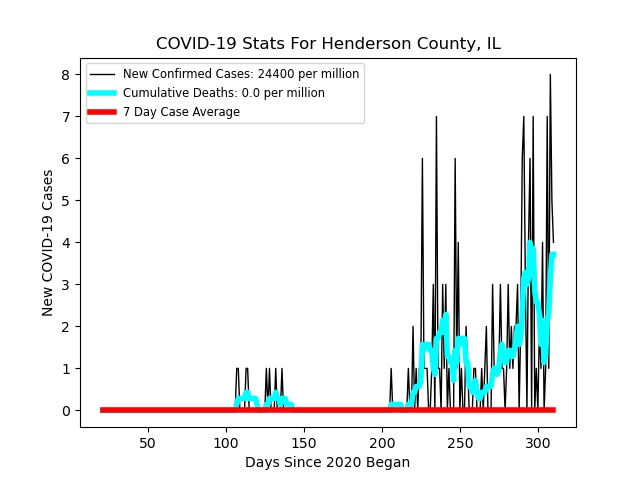 COVID-19 Stats For Henderson County, IL
New Confirmed Cases: 24400 per million
Cumulative Deaths: 0.0 per million
7 Day Case Average
New COVID-19 Cases
8
7
6
5
4
3
2
1
0
50 100 150 200 250 300
Days Since 2020 Began